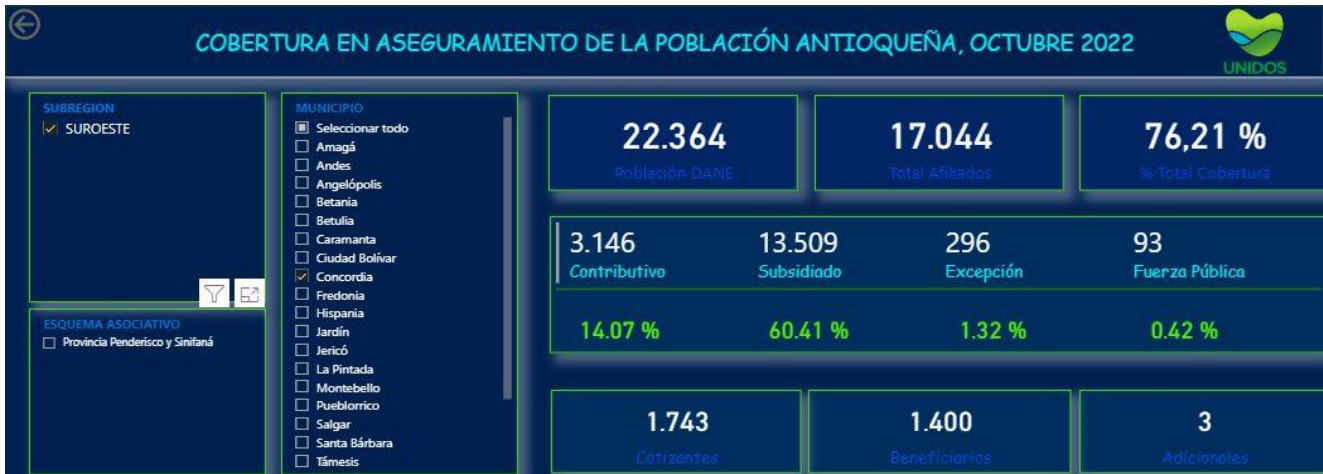 COBERTURA EN ASEGURAMIENTO DE LA POBLACIÓN ANTIOQUEÑA, OCTUBRE 2022
UNIDOS
SUBREGION
SUROESTE
ESQUEMA ASOCIATIVO
Provincia Penderisco y Sinifaná
MUNICIPIO
Seleccionar todo
Amagá
Andes
Angelópolis
Betania
Betulia
Caramanta
Ciudad Bolívar
Concordia
Fredonia
Hispania
Jardín
Jericó
La Pintada
Montebello
Pueblorrico
Salgar
Santa Bárbara
Támesis
22.364
Población DANE
17.044
Total Afiliados
76,21 %
% Total Cobertura
3.146 13.509 296 93
Contributivo Subsidiado Excepción Fuerza Pública
14.07 % 60.41 % 1.32 % 0.42 %
1.743
Cotizantes
1.400
Beneficiarios
3
Adicionales